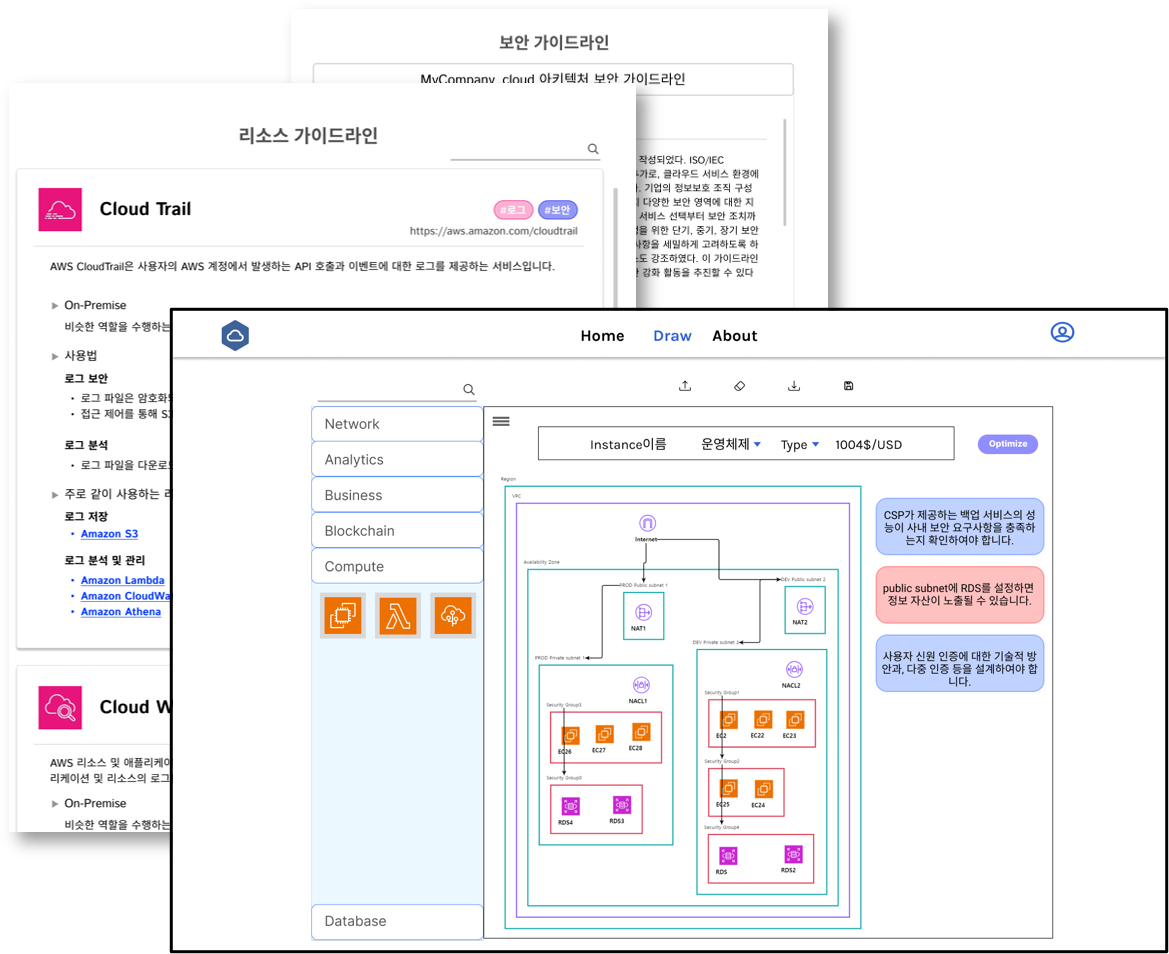 보안 가이드라인
MyCompany_cloud 아키텍처 보안 가이드라인
작성되었다. ISO/IEC
추가로, 클라우드 서비스 환경에
. 기업의 정보보호 조직 구성
다양한 보안 영역에 대한 지
서비스 선택부터 보안 조치까
을 위한 단기, 중기, 장기 보안
사항을 세밀하게 고려하도록 하
도 강조하였다. 이 가이드라인
강화 활동을 추진할 수 있다
리소스 가이드라인
Cloud Trail
#로그 #보안
https://aws.amazon.com/cloudtrail
AWS CloudTrail은 사용자의 AWS 계정에서 발생하는 API 호출과 이벤트에 대한 로그를 제공하는 서비스입니다.
On-Premise
비슷한 역할을 수행하는
사용법
로그 보안
• 로그 파일은 암호화
• 접근 제어를 통해 S
로그 분석
• 로그 파일을 다운로
주로 같이 사용하는 리
로그 저장
• Amazon S3
로그 분석 및 관리
• Amazon Lambda
• Amazon CloudWa
• Amazon Athena
Cloud W
AWS 리소스 및 애플리케이
리케이션 및 리소스의 로그
On-Premise
비슷한 역할을 수행하는
Home Draw About
Network
Analytics
Business
Blockchain
Compute
Database
Instance이름 운영체제 Type 1004$/USD
Optimize
Region
VPC
Internet
Availability Zone
PROD Public subnet 1
DEV Public subnet 2
NAT1
NAT2
PROD Private subnet 1
DEV Private subnet 2
NACL1
NACL2
Security Group1
EC2 EC22 EC23
EC26 EC27 EC28
Security Group2
EC25 EC24
RDS4 RDS3
Security Group4
RDS RDS2
CSP가 제공하는 백업 서비스의 성
능이 사내 보안 요구사항을 충족하
는지 확인하여야 합니다.
public subnet에 RDS를 설정하면
정보 자산이 노출될 수 있습니다.
사용자 신원 인증에 대한 기술적 방
안과, 다중 인증 등을 설계하여야 합
니다.